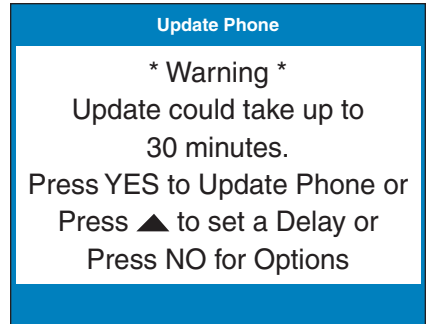 Update Phone
* Warning *
Update could take up to
30 minutes.
Press YES to Update Phone or
Press ▲ to set a Delay or
Press NO for Options